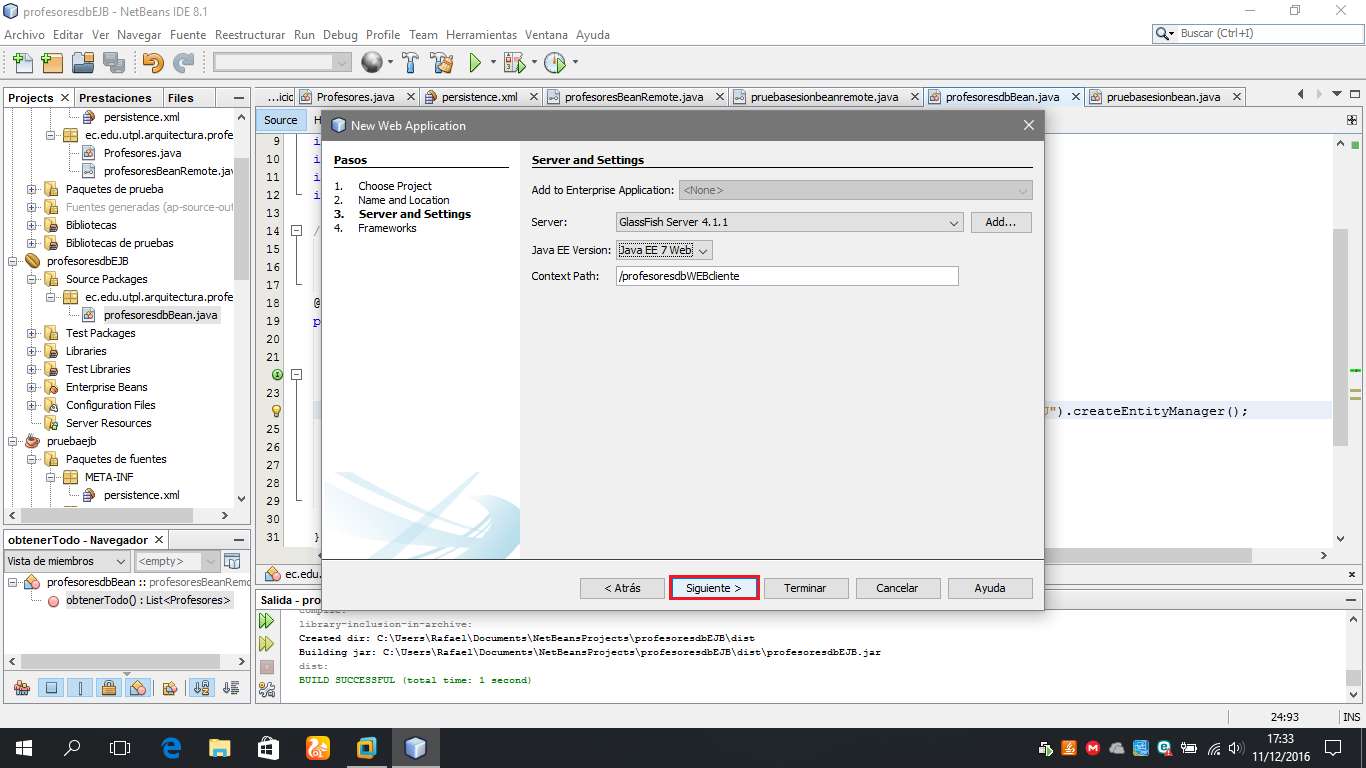 profesoresdbEJB - NetBeans IDE 8.1
Archivo Editar Ver Navegar Fuente Reestructurar Run Debug Profile Team Herramientas Ventana Ayuda
Buscar (Ctrl+I)
Projects Prestaciones Files
...icio Profesores.java persistence.xml profesoresBeanRemote.java pruebasesionbeanremote.java profesoresdbBean.java pruebasesionbean.java
Source H
persistence.xml
ec.edu.utpl.arquitectura.profe
Profesores.java
profesoresBeanRemote.jav
Paquetes de prueba
Fuentes generadas (ap-source-out
Bibliotecas
Bibliotecas de pruebas
profesoresdbEJB
Source Packages
ec.edu.utpl.arquitectura.profe
profesoresdbBean.java
Test Packages
Libraries
Test Libraries
Enterprise Beans
Configuration Files
Server Resources
pruebaejb
Paquetes de fuentes
META-INF
persistence.xml
9 i
10 i
11 i
12 i
13
14 /
15
16
17
18 @
19 p
20
21
23
25
26
27
28
29
30
31 }
J").createEntityManager();
ec.edu.
New Web Application
Pasos
1. Choose Project
2. Name and Location
3. Server and Settings
4. Frameworks
Server and Settings
Add to Enterprise Application: <None>
Server: GlassFish Server 4.1.1 Add...
Java EE Version: Java EE 7 Web
Context Path: /profesoresdbWEBcliente
< Atrás Siguiente > Terminar Cancelar Ayuda
obtenerTodo - Navegador
Vista de miembros <empty>
profesoresdbBean :: profesoresBeanRemo
obtenerTodo() : List<Profesores>
Salida - pro
compile:
library-inclusion-in-archive:
Created dir: C:\Users\Rafael\Documents\NetBeansProjects\profesoresdbEJB\dist
Building jar: C:\Users\Rafael\Documents\NetBeansProjects\profesoresdbEJB\dist\profesoresdbEJB.jar
dist:
BUILD SUCCESSFUL (total time: 1 second)
24:93 INS
17:33
11/12/2016